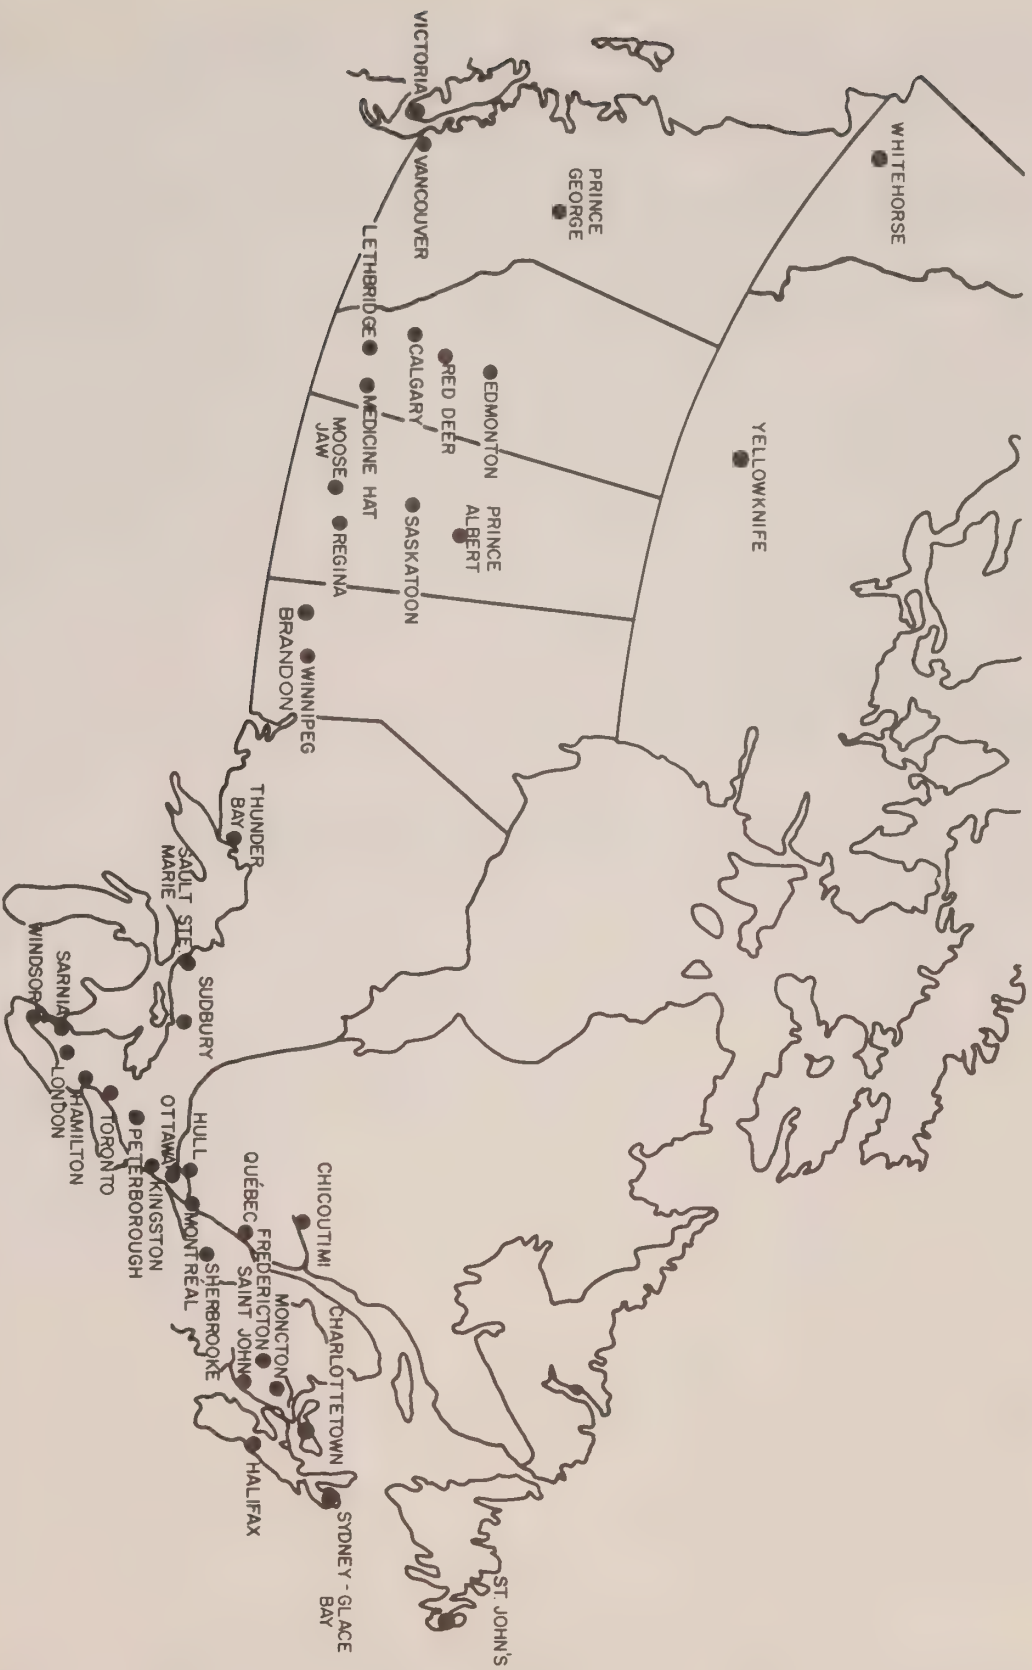 WHITEHORSE
PRINCE
GEORGE
YELLOWKNIFE
VICTORIA
VANCOUVER
EDMONTON
RED DEER
CALGARY
LETHBRIDGE
MEDICINE HAT
PRINCE
ALBERT
SASKATOON
MOOSE
JAW
REGINA
BRANDON
WINNIPEG
THUNDER
BAY
SAULT STE.
MARIE
SUDBURY
WINDSOR
SARNIA
LONDON
HAMILTON
TORONTO
PETERBOROUGH
KINGSTON
OTTAWA
HULL
MONTRÉAL
SHERBROOKE
QUÉBEC
CHICOUTIMI
FREDERICTON
SAINT JOHN
MONCTON
CHARLOTTETOWN
HALIFAX
SYDNEY - GLACE
BAY
ST. JOHN'S